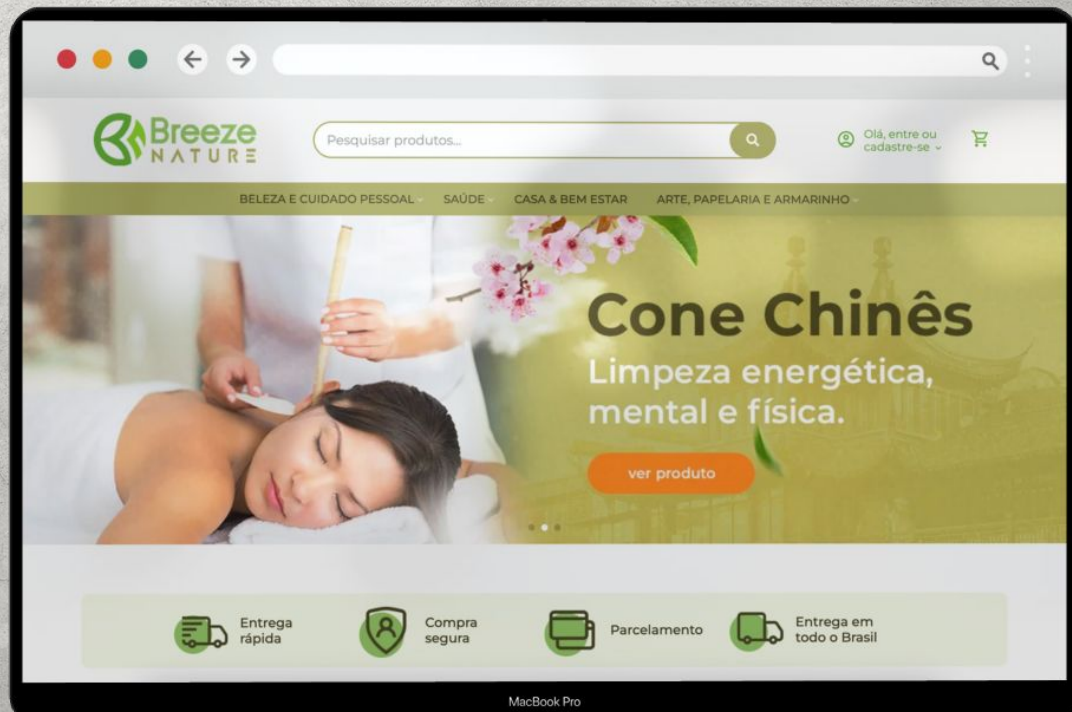 Breeze
NATURE
Pesquisar produtos...
Olá, entre ou
cadastre-se
BELEZA E CUIDADO PESSOAL
SAÚDE
CASA & BEM ESTAR
ARTE, PAPELARIA E ARMARINHO
Cone Chinês
Limpeza energética,
mental e física.
ver produto
Entrega
rápida
Compra
segura
Parcelamento
Entrega em
todo o Brasil
MacBook Pro